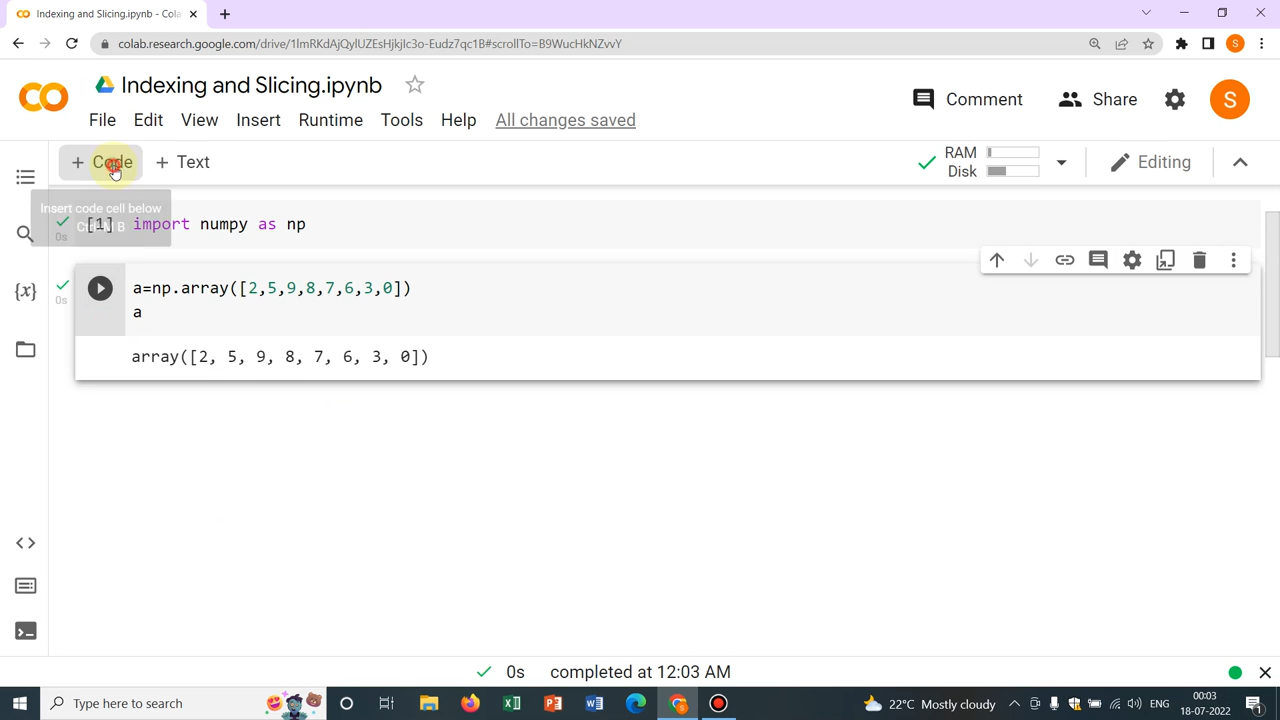 Indexing and Slicing.ipynb - Cola
colab.research.google.com/drive/1lmRKdAjQylUZEsHjkjIc3o-Eudz7qc1B#scrollTo=B9WucHkNZvvY
S
Indexing and Slicing.ipynb
Comment
Share
S
File Edit View Insert Runtime Tools Help All changes saved
+ Code + Text
RAM
Disk
Editing
Insert code cell below
Ctrl+M B
[1] import numpy as np
0s
{x}
a=np.array([2,5,9,8,7,6,3,0])
0s
a
array([2, 5, 9, 8, 7, 6, 3, 0])
0s completed at 12:03 AM
Type here to search
22°C Mostly cloudy
ENG
00:03
18-07-2022
1